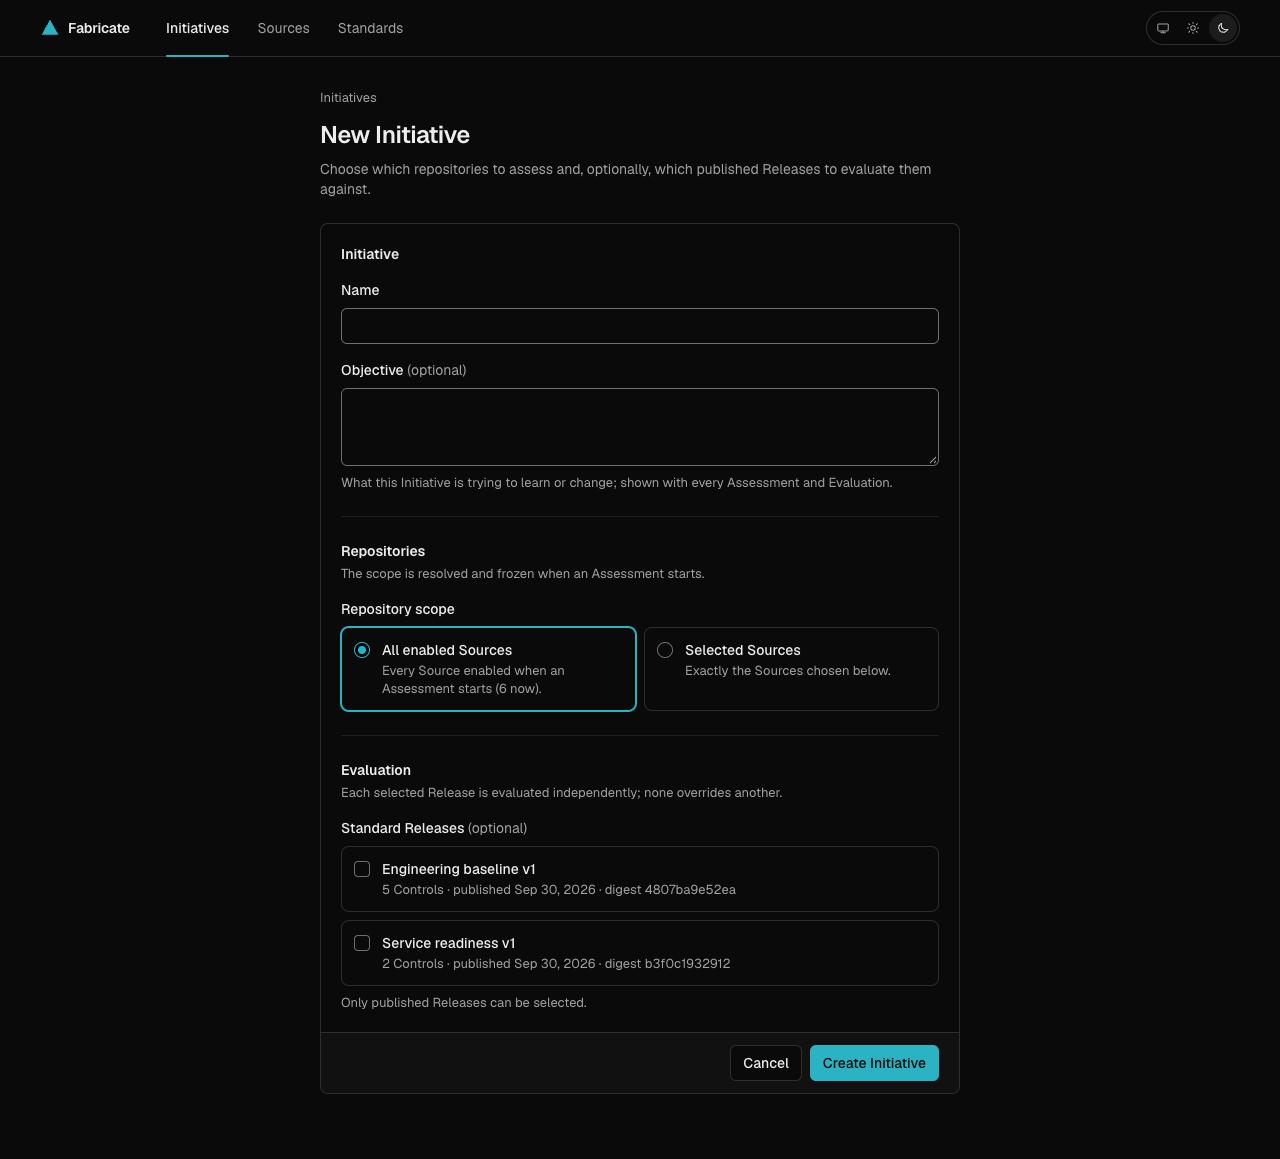 Fabricate
Initiatives
Sources
Standards
Initiatives
New Initiative
Choose which repositories to assess and, optionally, which published Releases to evaluate them
against.
Initiative
Name
Objective (optional)
What this Initiative is trying to learn or change; shown with every Assessment and Evaluation.
Repositories
The scope is resolved and frozen when an Assessment starts.
Repository scope
All enabled Sources
Every Source enabled when an
Assessment starts (6 now).
Selected Sources
Exactly the Sources chosen below.
Evaluation
Each selected Release is evaluated independently; none overrides another.
Standard Releases (optional)
Engineering baseline v1
5 Controls · published Sep 30, 2026 · digest 4807ba9e52ea
Service readiness v1
2 Controls · published Sep 30, 2026 · digest b3f0c1932912
Only published Releases can be selected.
Cancel
Create Initiative